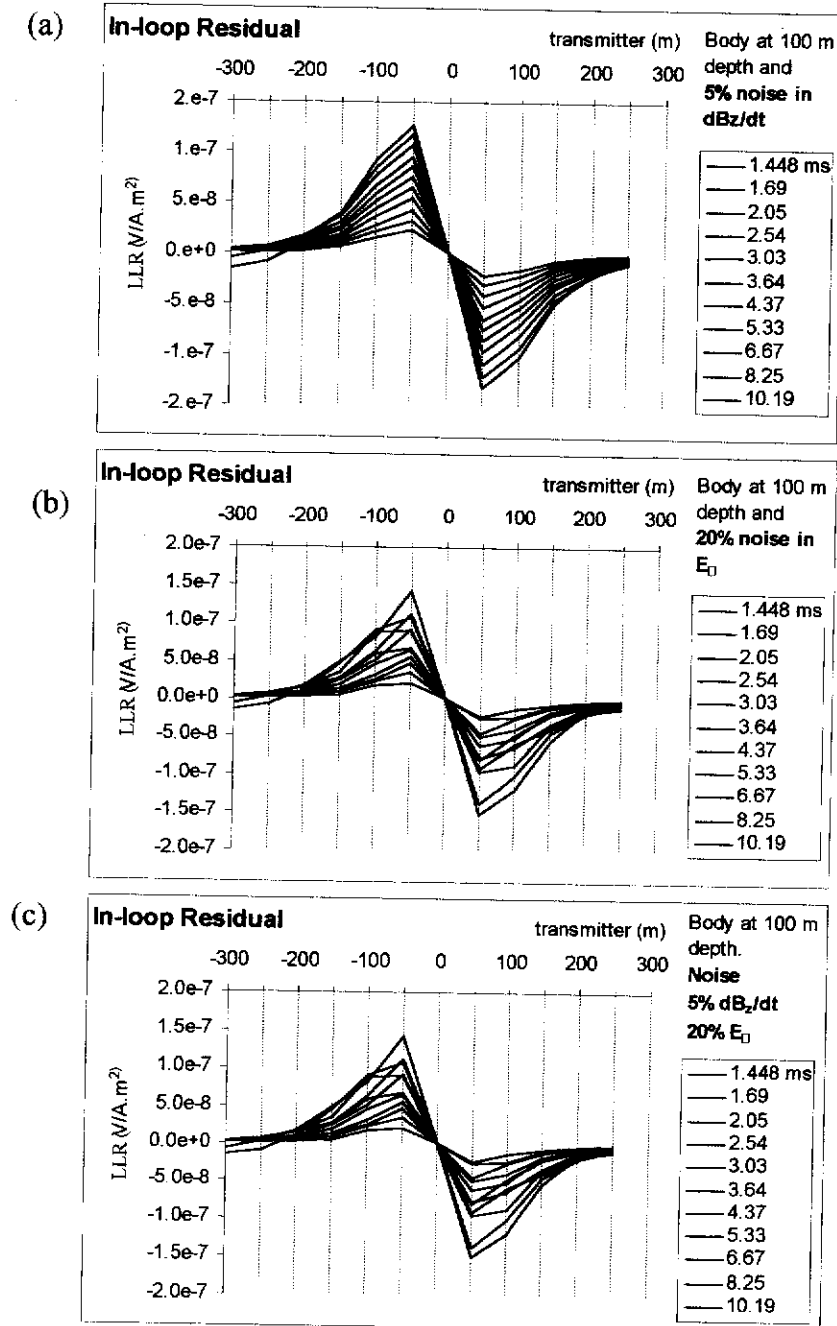 (a)
In-loop Residual
transmitter (m)
-300 -200 -100 0 100 200 300
2.e-7
1.e-7
5.e-8
0.e+0
-5.e-8
-1.e-7
-2.e-7
LLR (V/A.m²)
Body at 100 m
depth and
5% noise in
dBz/dt
1.448 ms
1.69
2.05
2.54
3.03
3.64
4.37
5.33
6.67
8.25
10.19
(b)
In-loop Residual
transmitter (m)
-300 -200 -100 0 100 200 300
2.0e-7
1.5e-7
1.0e-7
5.0e-8
0.0e+0
-5.0e-8
-1.0e-7
-1.5e-7
-2.0e-7
LLR (V/A.m²)
Body at 100 m
depth and
20% noise in
E▯
1.448 ms
1.69
2.05
2.54
3.03
3.64
4.37
5.33
6.67
8.25
10.19
(c)
In-loop Residual
transmitter (m)
-300 -200 -100 0 100 200 300
2.0e-7
1.5e-7
1.0e-7
5.0e-8
0.0e+0
-5.0e-8
-1.0e-7
-1.5e-7
-2.0e-7
LLR (V/A.m²)
Body at 100 m
depth.
Noise
5% dB₂/dt
20% E▯
1.448 ms
1.69
2.05
2.54
3.03
3.64
4.37
5.33
6.67
8.25
10.19